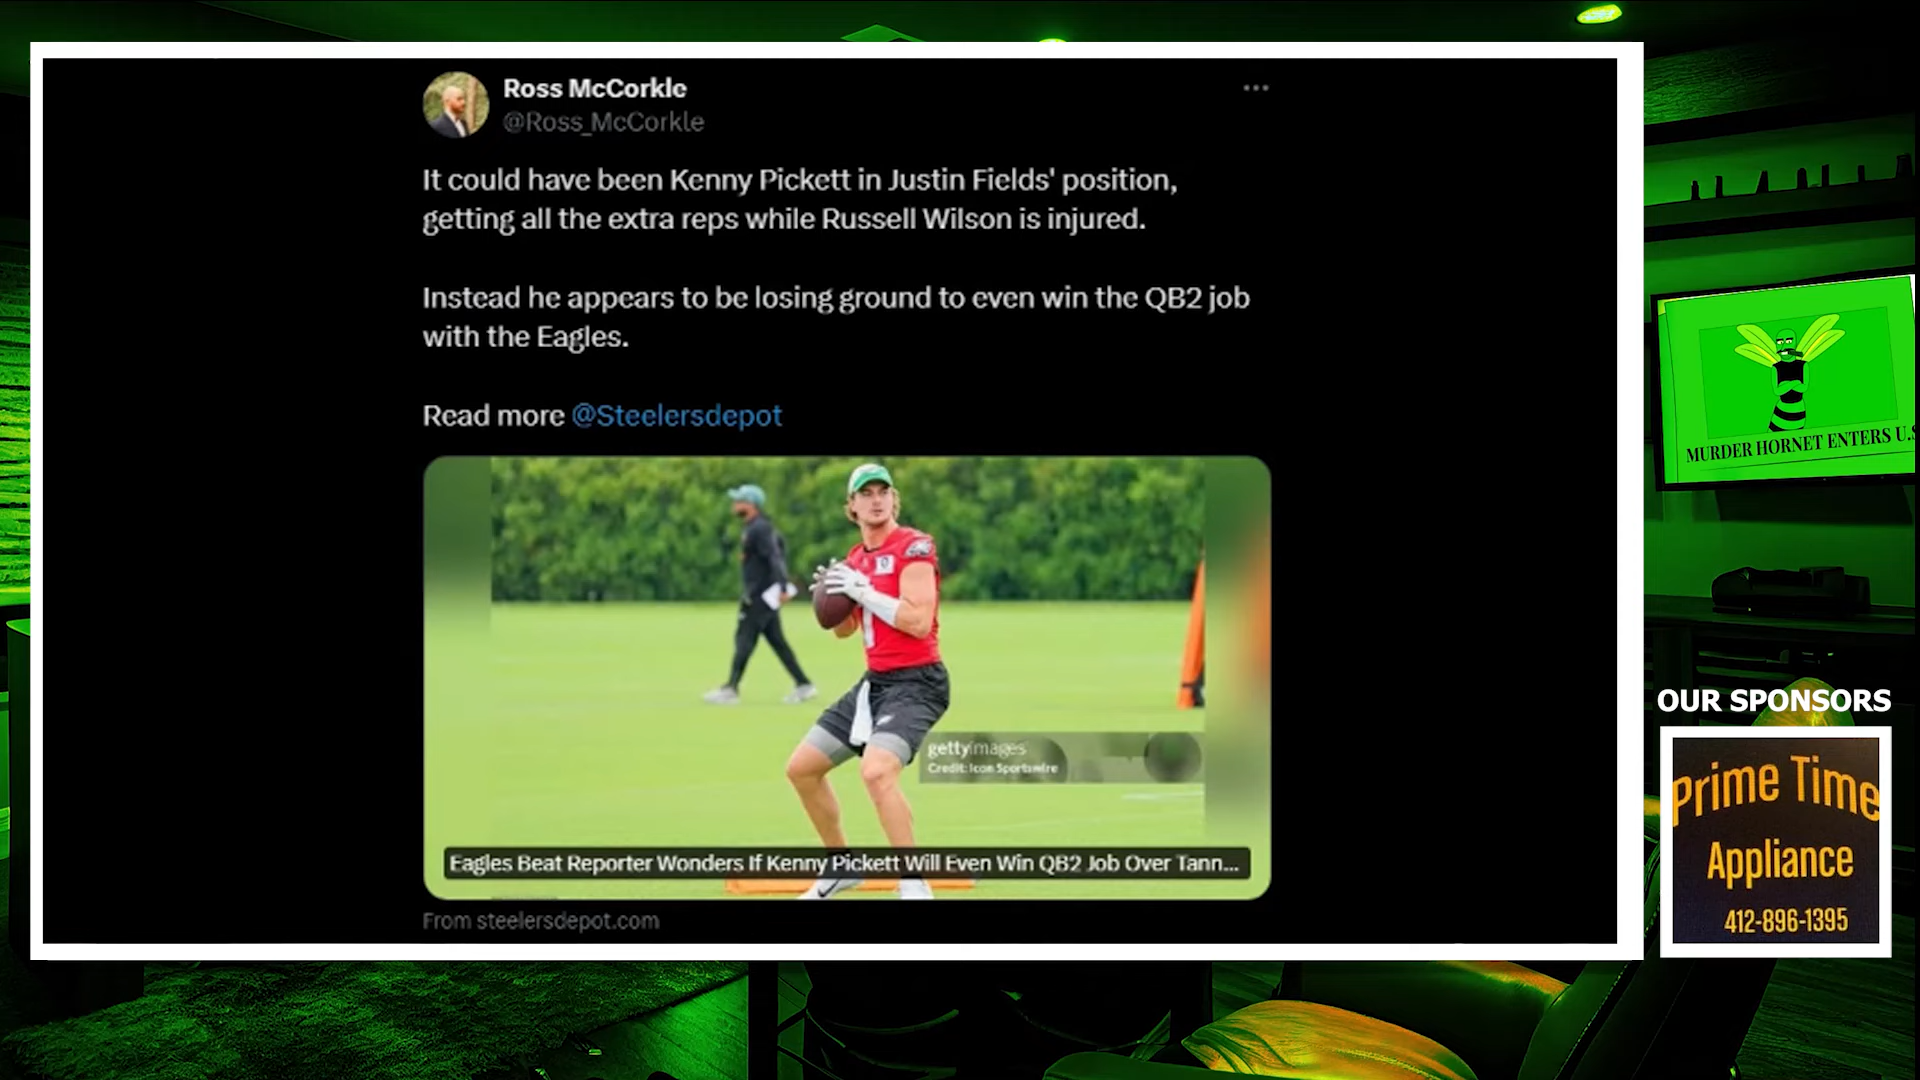 Ross McCorkle
@Ross_McCorkle
It could have been Kenny Pickett in Justin Fields' position,
getting all the extra reps while Russell Wilson is injured.
Instead he appears to be losing ground to even win the QB2 job
with the Eagles.
Read more @Steelersdepot
gettyimages
Credit: Icon Sportswire
Eagles Beat Reporter Wonders If Kenny Pickett Will Even Win QB2 Job Over Tann...
From steelersdepot.com
MURDER HORNET ENTERS U.S
OUR SPONSORS
Prime Time
Appliance
412-896-1395